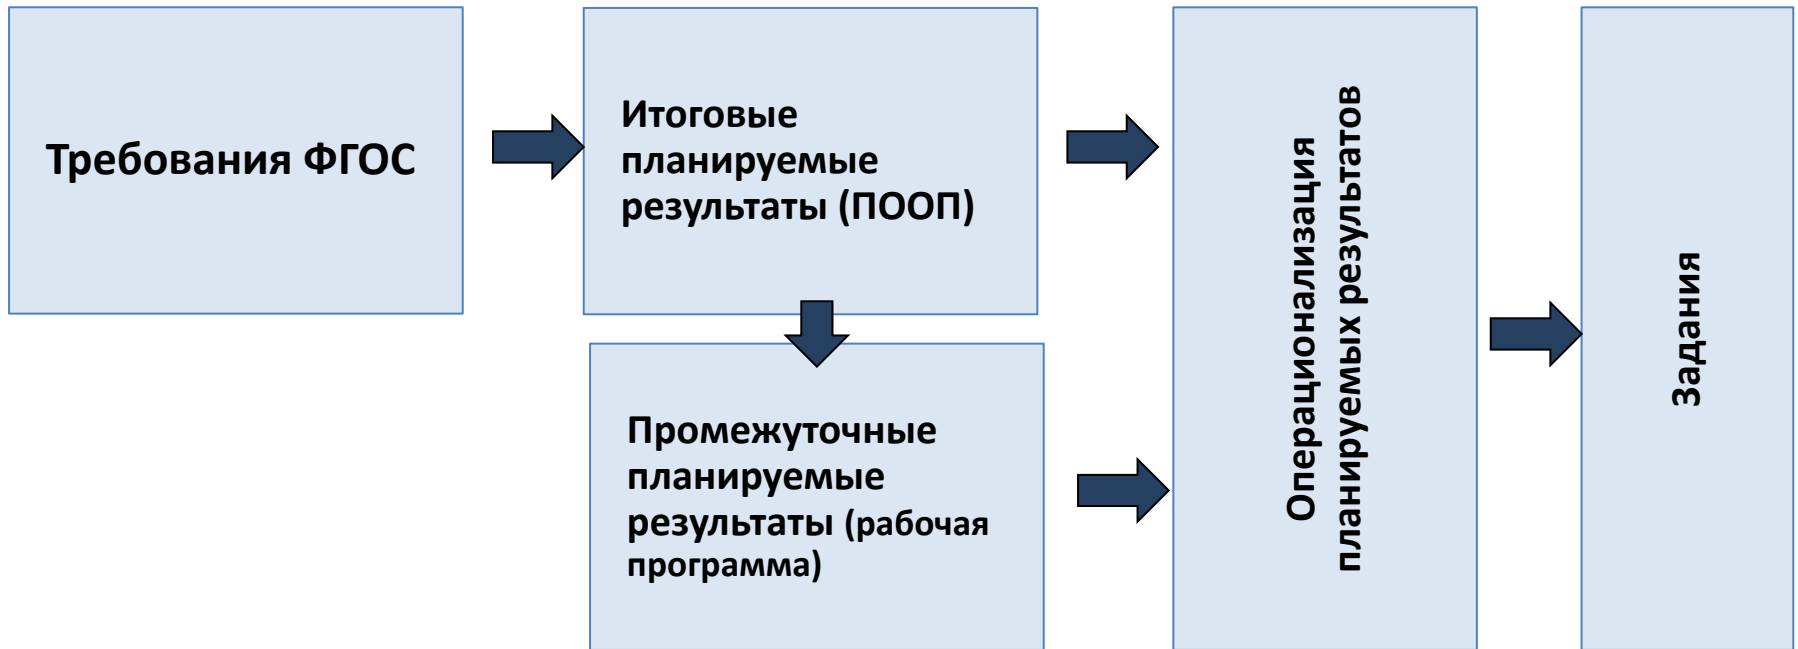 Требования ФГОС
Итоговые
планируемые
результаты (ПООП)
Промежуточные
планируемые
результаты (рабочая
программа)
Операционализация
планируемых результатов
Задания